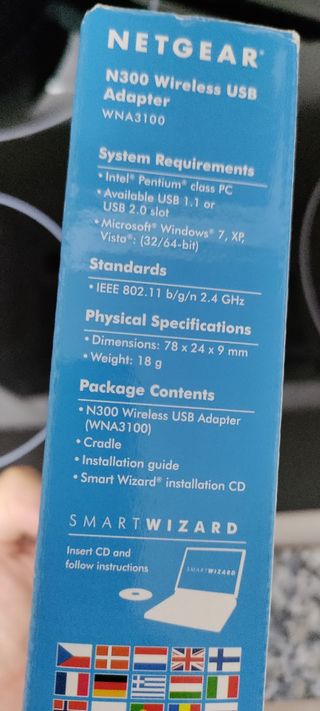 NETGEAR®
N300 Wireless USB
Adapter
WNA3100
System Requirements
• Intel® Pentium® class PC
• Available USB 1.1 or
USB 2.0 slot
• Microsoft® Windows® 7, XP,
Vista®: (32/64-bit)
Standards
• IEEE 802.11 b/g/n 2.4 GHz
Physical Specifications
• Dimensions: 78 x 24 x 9 mm
• Weight: 18 g
Package Contents
• N300 Wireless USB Adapter
(WNA3100)
• Cradle
• Installation guide
• Smart Wizard® installation CD
SMARTWIZARD
Insert CD and
follow instructions
SMARTWIZARD